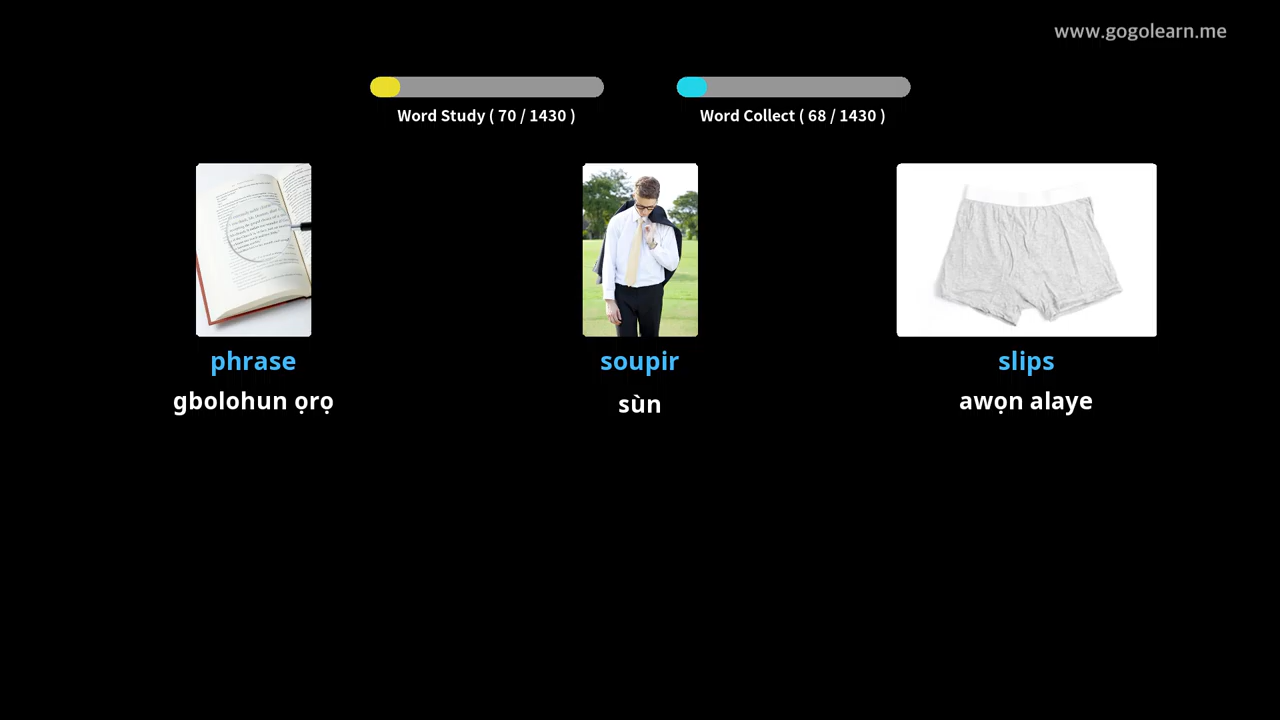 www.gogolearn.me
Word Study ( 70 / 1430 )
Word Collect ( 68 / 1430 )
phrase
soupir
slips
gbolohun ọrọ
sùn
awọn alaye